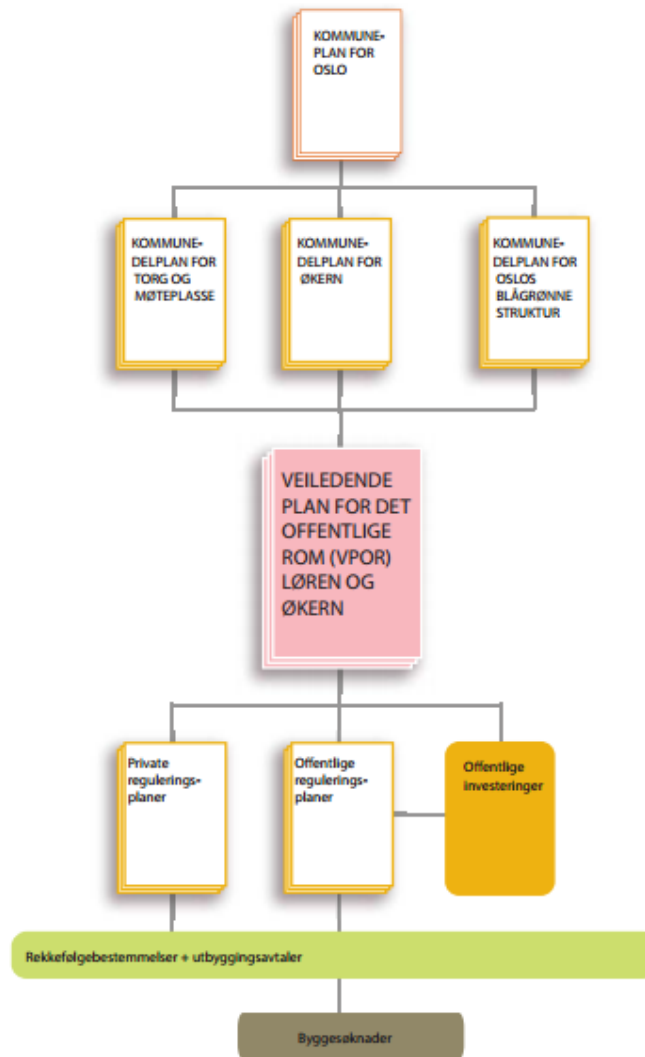 KOMMUNE-
PLAN FOR
OSLO
KOMMUNE-
DELPLAN FOR
TORG OG
MØTEPLASSE
KOMMUNE-
DELPLAN FOR
ØKERN
KOMMUNE-
DELPLAN FOR
OSLOS
BLÅGRØNNE
STRUKTUR
VEILEDENDE
PLAN FOR DET
OFFENTLIGE
ROM (VPOR)
LØREN OG
ØKERN
Private
regulerings-
planer
Offentlige
regulerings-
planer
Offentlige
investeringer
Rekkefølgebestemmelser + utbyggingsavtaler
Byggesøknader